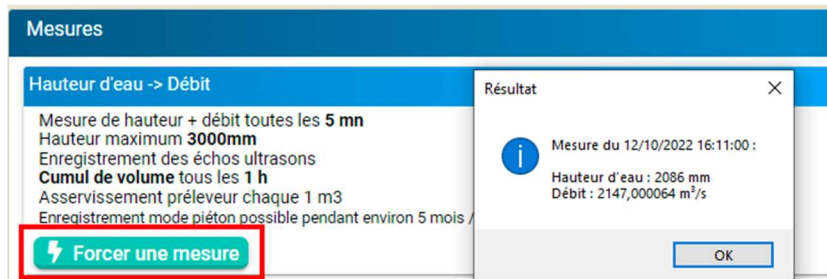 Mesures
Hauteur d'eau -> Débit
Mesure de hauteur + débit toutes les 5 mn
Hauteur maximum 3000mm
Enregistrement des échos ultrasons
Cumul de volume tous les 1 h
Asservissement préleveur chaque 1 m3
Enregistrement mode piéton possible pendant environ 5 mois /
Forcer une mesure
Résultat
Mesure du 12/10/2022 16:11:00 :
Hauteur d'eau : 2086 mm
Débit : 2147,000064 m³/s
OK